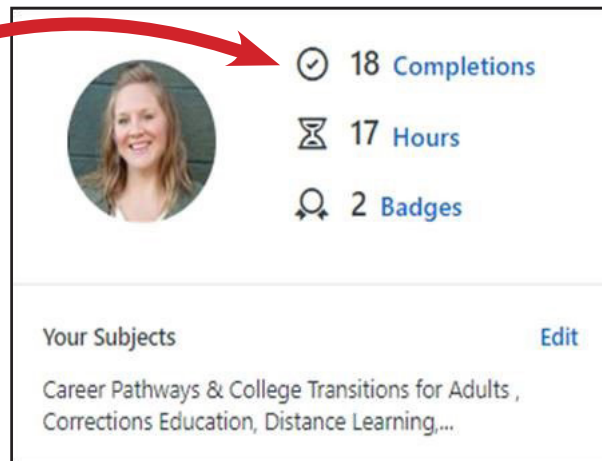 18 Completions
17 Hours
2 Badges
Your Subjects
Edit
Career Pathways & College Transitions for Adults ,
Corrections Education, Distance Learning,...